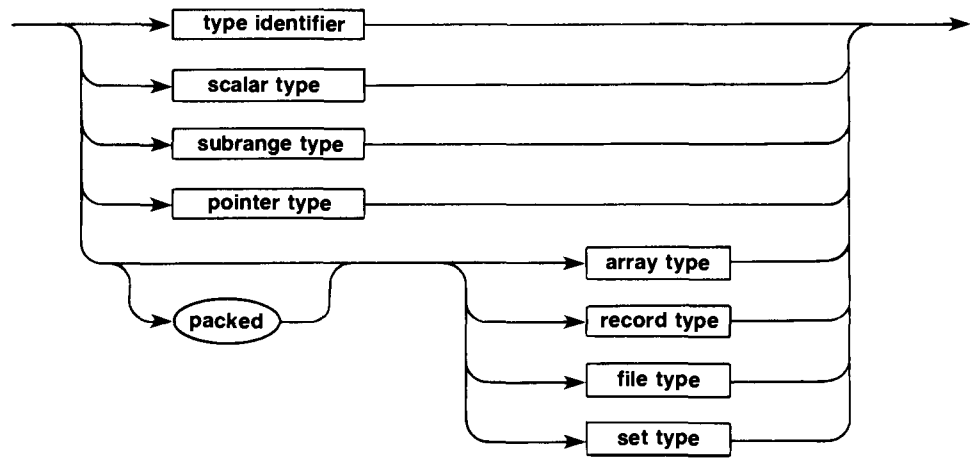 type identifier
scalar type
subrange type
pointer type
array type
packed
record type
file type
set type